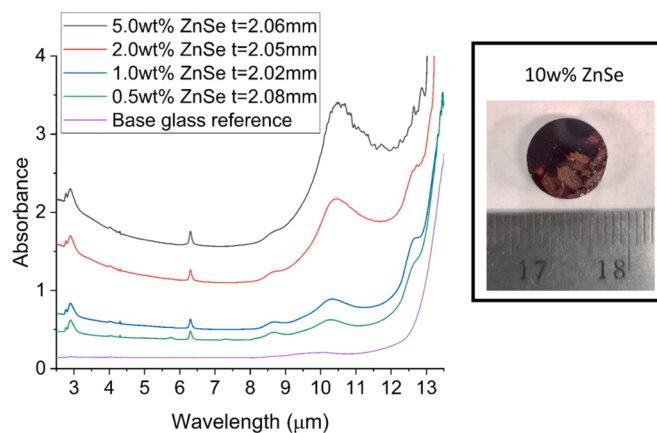 5.0wt% ZnSe t=2.06mm
2.0wt% ZnSe t=2.05mm
1.0wt% ZnSe t=2.02mm
0.5wt% ZnSe t=2.08mm
Base glass reference
4
3
2
1
0
Absorbance
3 4 5 6 7 8 9 10 11 12 13
Wavelength (μm)
10w% ZnSe
17 18